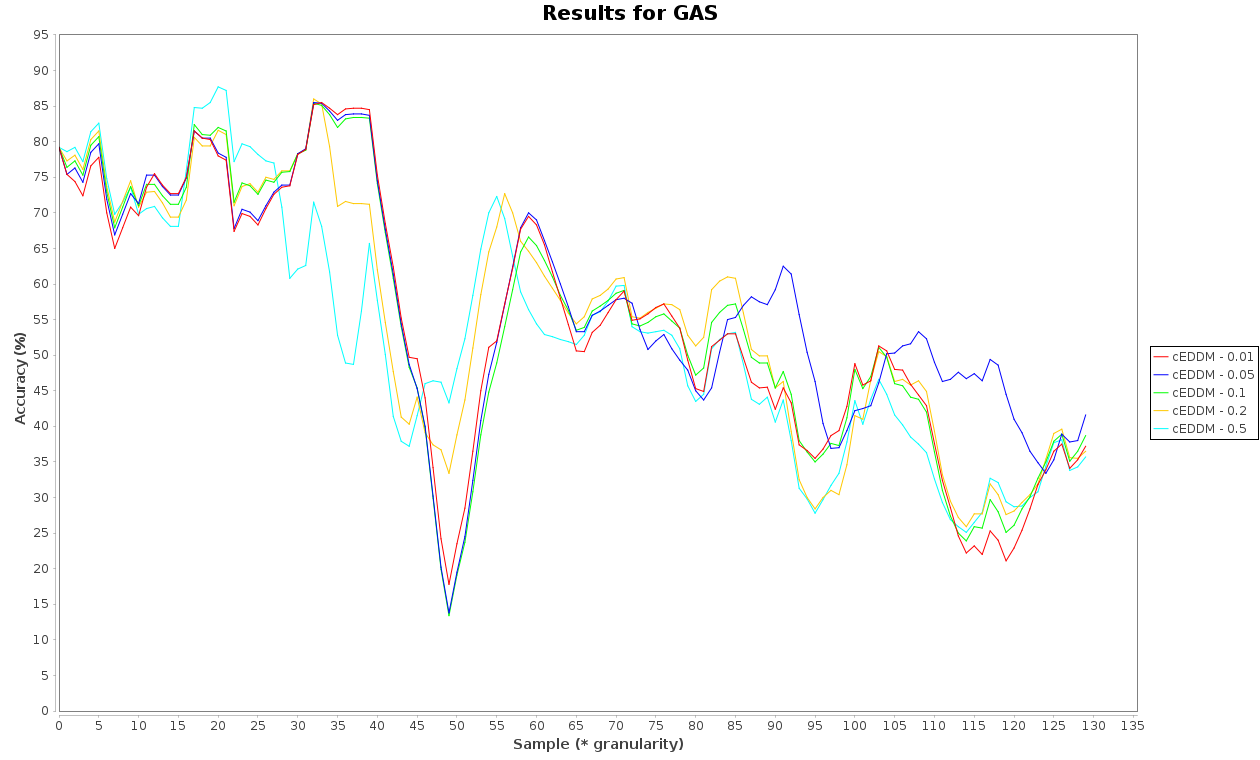 Results for GAS
Accuracy (%)
95
90
85
80
75
70
65
60
55
50
45
40
35
30
25
20
15
10
5
0
0 5 10 15 20 25 30 35 40 45 50 55 60 65 70 75 80 85 90 95 100 105 110 115 120 125 130 135
Sample (* granularity)
cEDDM - 0.01
cEDDM - 0.05
cEDDM - 0.1
cEDDM - 0.2
cEDDM - 0.5